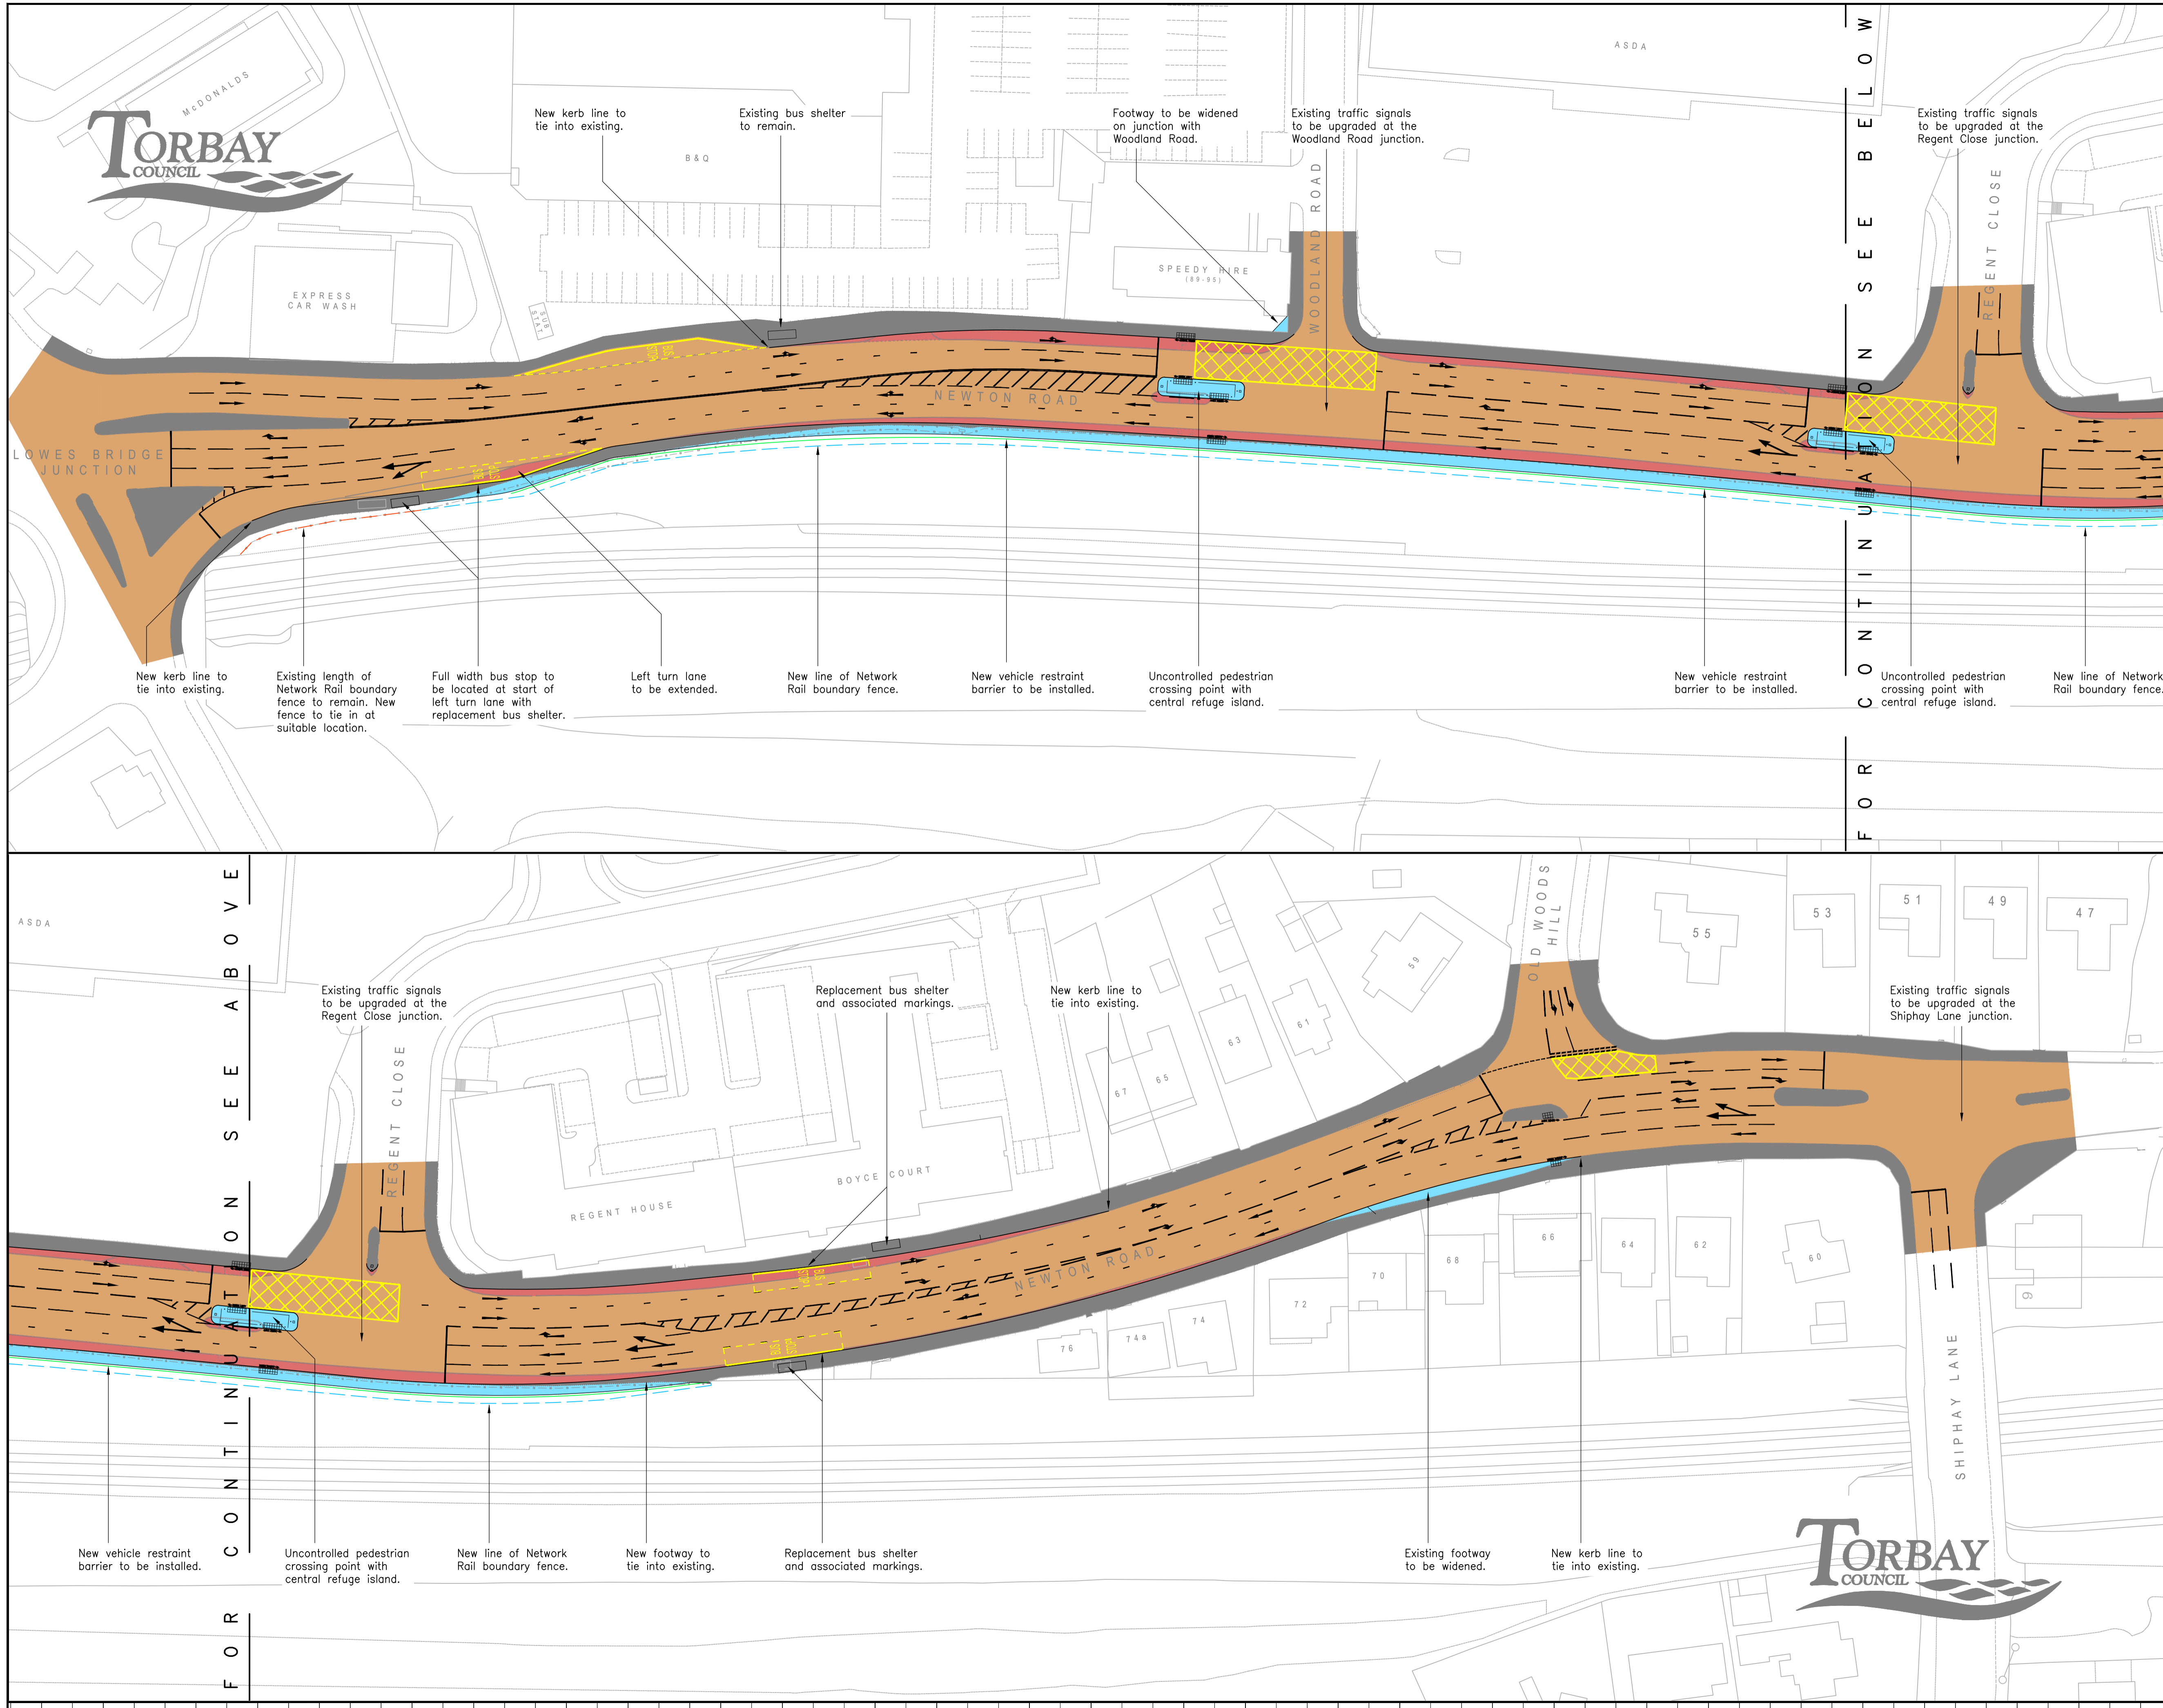 McDONALDS
TORBAY
COUNCIL
EXPRESS
CAR WASH
SUB
STAT
B & Q
New kerb line to
tie into existing.
Existing bus shelter
to remain.
Footway to be widened
on junction with
Woodland Road.
Existing traffic signals
to be upgraded at the
Woodland Road junction.
ASDA
Existing traffic signals
to be upgraded at the
Regent Close junction.
SPEEDY HIRE
(89-95)
WOODLAND ROAD
REGENT CLOSE
BUS
STOP
NEWTON ROAD
LOWES BRIDGE
JUNCTION
BUS
STOP
FOR CONTINUATION SEE BELOW
New kerb line to
tie into existing.
Existing length of
Network Rail boundary
fence to remain. New
fence to tie in at
suitable location.
Full width bus stop to
be located at start of
left turn lane with
replacement bus shelter.
Left turn lane
to be extended.
New line of Network
Rail boundary fence.
New vehicle restraint
barrier to be installed.
Uncontrolled pedestrian
crossing point with
central refuge island.
New vehicle restraint
barrier to be installed.
Uncontrolled pedestrian
crossing point with
central refuge island.
New line of Network
Rail boundary fence.
ASDA
FOR CONTINUATION SEE ABOVE
Existing traffic signals
to be upgraded at the
Regent Close junction.
REGENT CLOSE
Replacement bus shelter
and associated markings.
New kerb line to
tie into existing.
OLD WOODS
HILL
Existing traffic signals
to be upgraded at the
Shiphay Lane junction.
REGENT HOUSE
BOYCE COURT
67
65
63
61
59
55
53
51
49
47
BUS
STOP
NEWTON ROAD
BUS
STOP
76
74a
74
72
70
68
66
64
62
60
9
SHIPHAY LANE
New vehicle restraint
barrier to be installed.
Uncontrolled pedestrian
crossing point with
central refuge island.
New line of Network
Rail boundary fence.
New footway to
tie into existing.
Replacement bus shelter
and associated markings.
Existing footway
to be widened.
New kerb line to
tie into existing.
TORBAY
COUNCIL